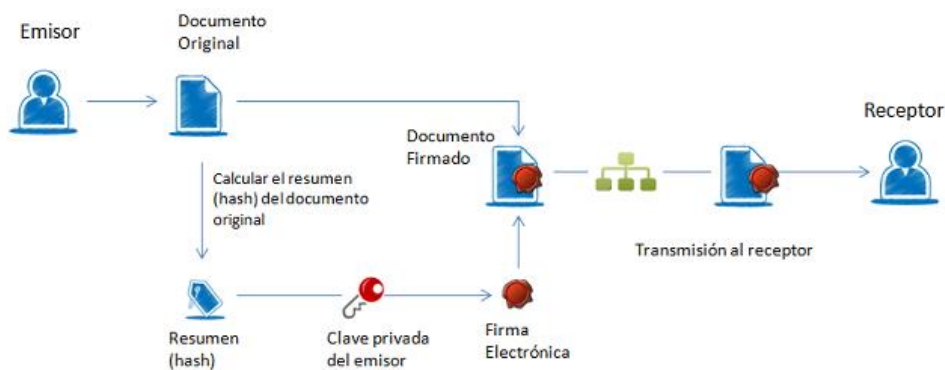 Emisor
Documento
Original
Receptor
Documento
Firmado
Calcular el resumen
(hash) del documento
original
Transmisión al receptor
Resumen
(hash)
Clave privada
del emisor
Firma
Electrónica